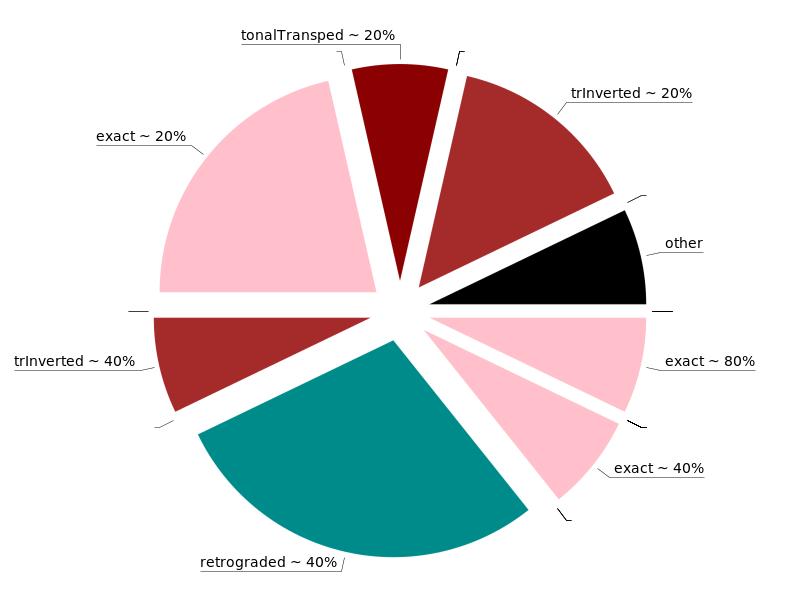 tonalTransped ~ 20%
trInverted ~ 20%
exact ~ 20%
other
trInverted ~ 40%
exact ~ 80%
exact ~ 40%
retrograded ~ 40%